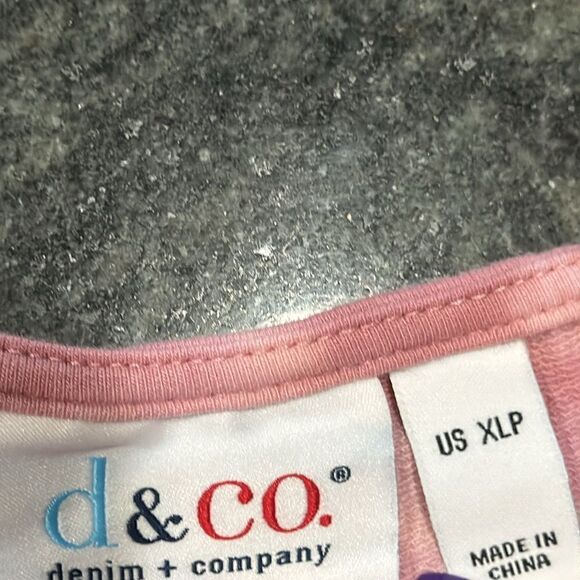 d&co.®
denim + company
US XLP
MADE IN
CHINA